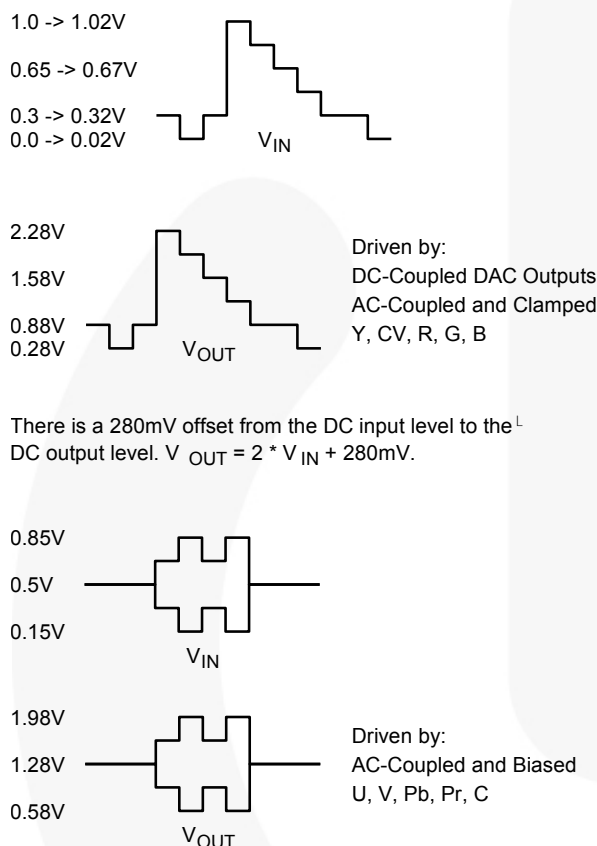 1.0 -> 1.02V
0.65 -> 0.67V
0.3 -> 0.32V
0.0 -> 0.02V
VIN
2.28V
1.58V
0.88V
0.28V
VOUT
Driven by:
DC-Coupled DAC Outputs
AC-Coupled and Clamped
Y, CV, R, G, B
There is a 280mV offset from the DC input level to the
DC output level. V OUT = 2 * V IN + 280mV.
0.85V
0.5V
0.15V
VIN
1.98V
1.28V
0.58V
VOUT
Driven by:
AC-Coupled and Biased
U, V, Pb, Pr, C